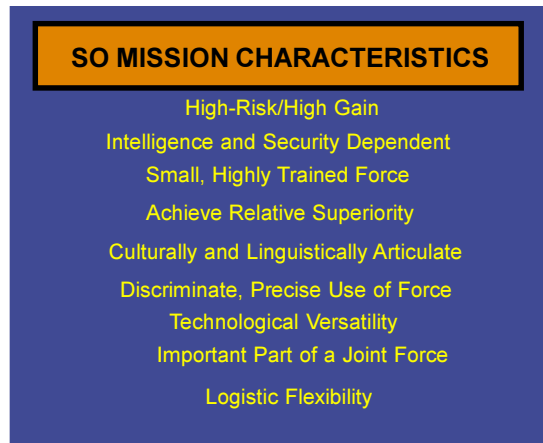 SO MISSION CHARACTERISTICS
High-Risk/High Gain
Intelligence and Security Dependent
Small, Highly Trained Force
Achieve Relative Superiority
Culturally and Linguistically Articulate
Discriminate, Precise Use of Force
Technological Versatility
Important Part of a Joint Force
Logistic Flexibility